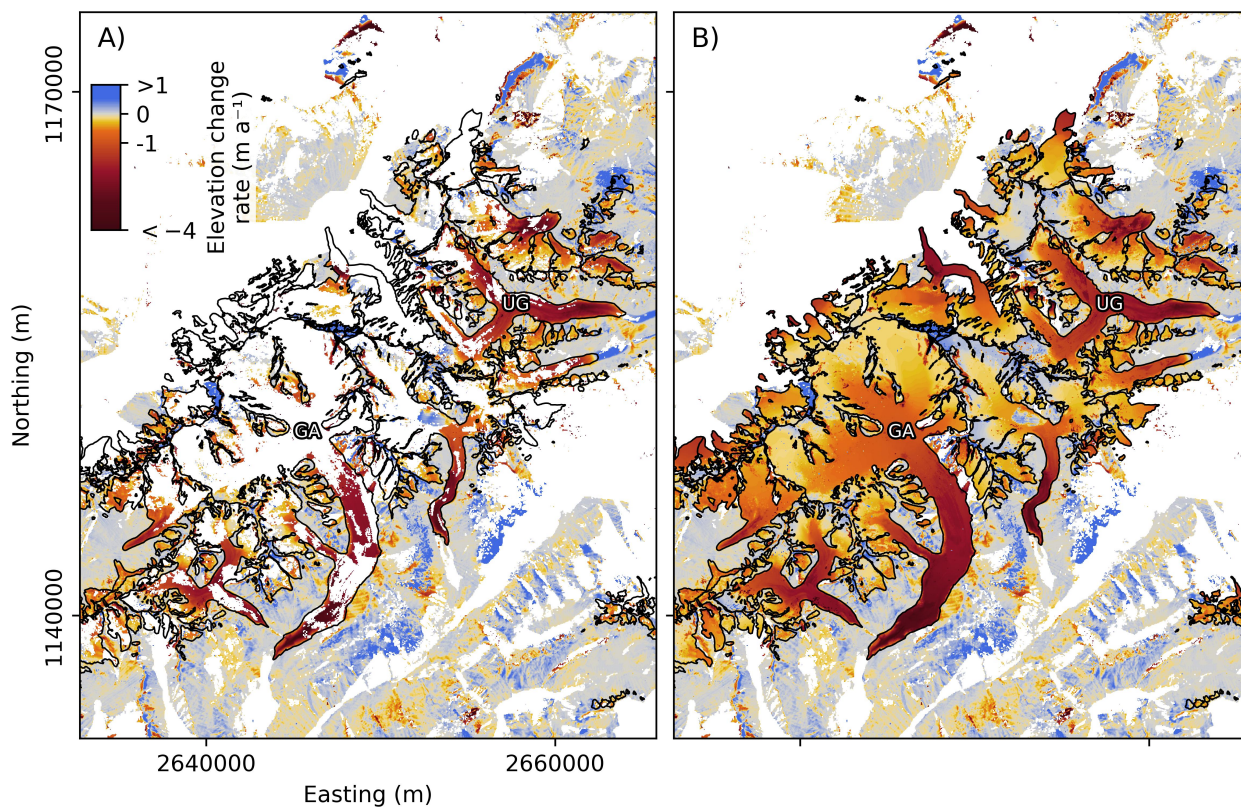 A)
B)
>1
0
-1
< −4
Elevation change
rate (m a⁻¹)
1170000
1140000
Northing (m)
UG
GA
UG
GA
2640000
2660000
Easting (m)